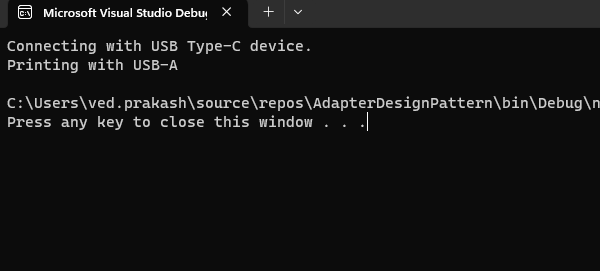 Microsoft Visual Studio Debug
Connecting with USB Type-C device.
Printing with USB-A
C:\Users\ved.prakash\source\repos\AdapterDesignPattern\bin\Debug\n
Press any key to close this window . . .